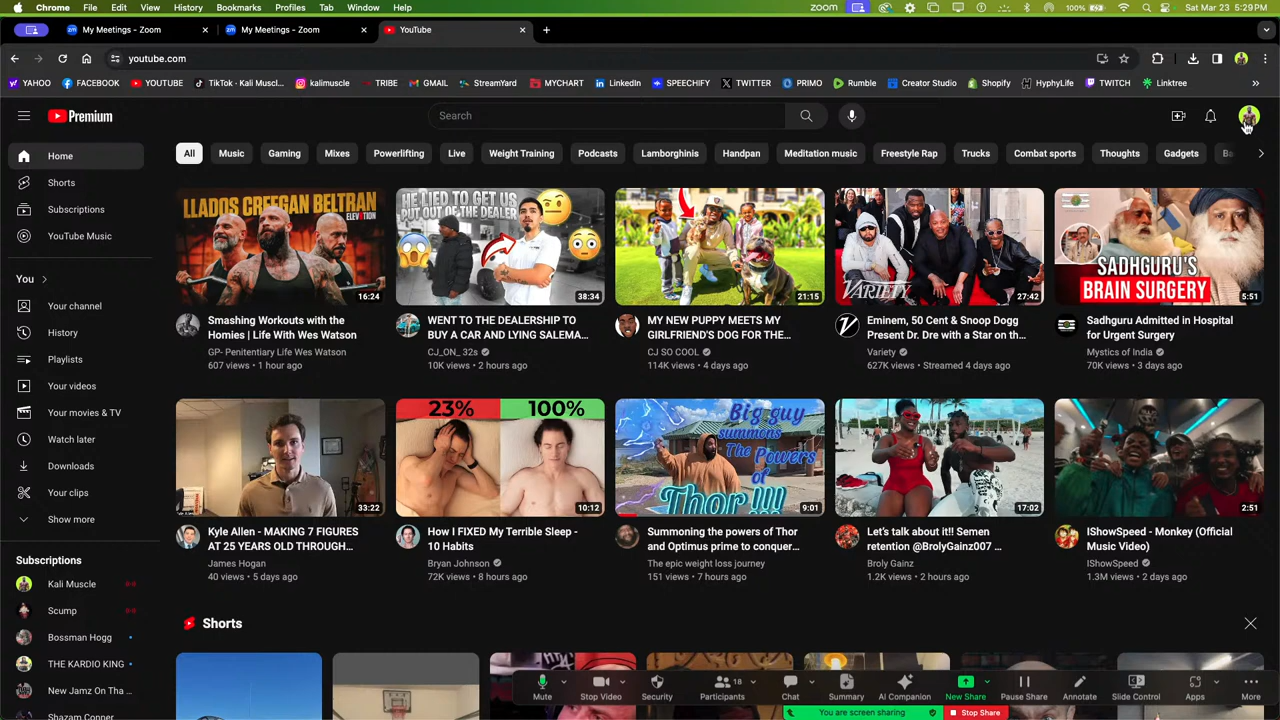 Chrome File Edit View History Bookmarks Profiles Tab Window Help
ZOOM 100% Sat Mar 23 5:29 PM
My Meetings - Zoom My Meetings - Zoom YouTube
youtube.com
YAHOO FACEBOOK YOUTUBE TikTok - Kali Muscl... kalimuscle TRIBE GMAIL StreamYard MYCHART LinkedIn SPEECHIFY TWITTER PRIMO Rumble Creator Studio Shopify HyphyLife TWITCH Linktree
Premium
Search
Home
Shorts
Subscriptions
YouTube Music
You
Your channel
History
Playlists
Your videos
Your movies & TV
Watch later
Downloads
Your clips
Show more
Subscriptions
Kali Muscle
Scump
Bossman Hogg
THE KARDIO KING
New Jamz On Tha ...
Shazam Conner
All Music Gaming Mixes Powerlifting Live Weight Training Podcasts Lamborghinis Handpan Meditation music Freestyle Rap Trucks Combat sports Thoughts Gadgets
LLADOS CREEGAN BELTRAN
ELEVATION
16:24
Smashing Workouts with the
Homies | Life With Wes Watson
GP- Penitentiary Life Wes Watson
607 views • 1 hour ago
HE LIED TO GET US
PUT OUT OF THE DEALER
38:34
WENT TO THE DEALERSHIP TO
BUY A CAR AND LYING SALEMA...
CJ_ON_ 32s
10K views • 2 hours ago
21:15
MY NEW PUPPY MEETS MY
GIRLFRIEND'S DOG FOR THE...
CJ SO COOL
114K views • 4 days ago
VARIETY
27:42
Eminem, 50 Cent & Snoop Dogg
Present Dr. Dre with a Star on th...
Variety
627K views • Streamed 4 days ago
SADHGURU'S
BRAIN SURGERY
5:51
Sadhguru Admitted in Hospital
for Urgent Surgery
Mystics of India
70K views • 3 days ago
33:22
Kyle Allen - MAKING 7 FIGURES
AT 25 YEARS OLD THROUGH...
James Hogan
40 views • 5 days ago
23% 100%
10:12
How I FIXED My Terrible Sleep -
10 Habits
Bryan Johnson
72K views • 8 hours ago
Big guy
summons
The Powers
of
Thor !!!
9:01
Summoning the powers of Thor
and Optimus prime to conquer...
The epic weight loss journey
151 views • 7 hours ago
17:02
Let's talk about it!! Semen
retention @BrolyGainz007 ...
Broly Gainz
1.2K views • 2 hours ago
2:51
IShowSpeed - Monkey (Official
Music Video)
IShowSpeed
1.3M views • 2 days ago
Shorts
Mute Stop Video Security Participants 18 Chat Summary AI Companion New Share Pause Share Annotate Slide Control Apps More
You are screen sharing Stop Share